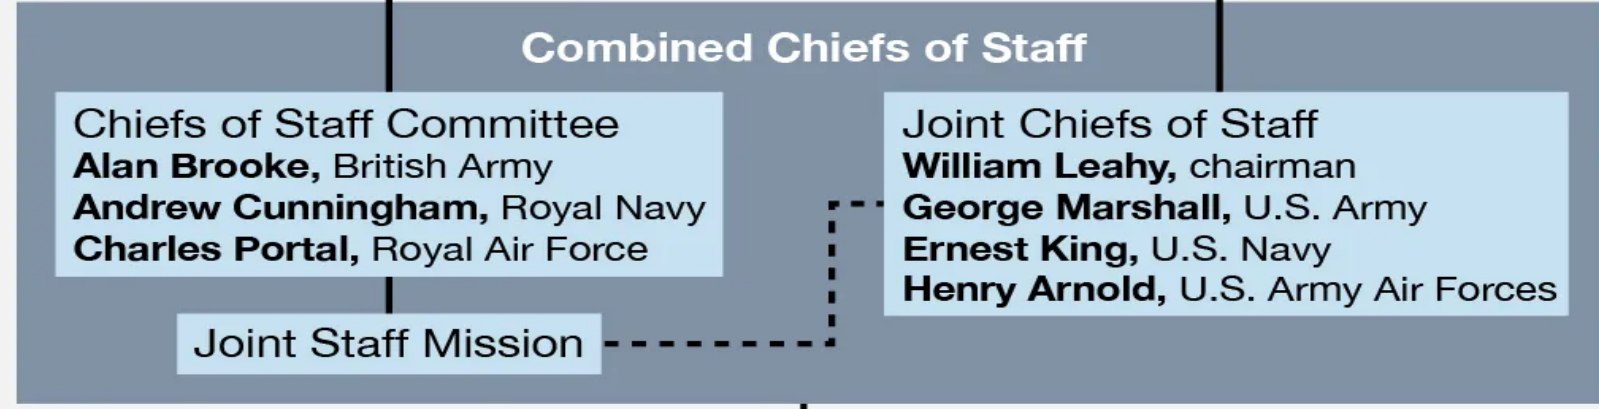 Combined Chiefs of Staff
Chiefs of Staff Committee
Alan Brooke, British Army
Andrew Cunningham, Royal Navy
Charles Portal, Royal Air Force
Joint Staff Mission
Joint Chiefs of Staff
William Leahy, chairman
George Marshall, U.S. Army
Ernest King, U.S. Navy
Henry Arnold, U.S. Army Air Forces